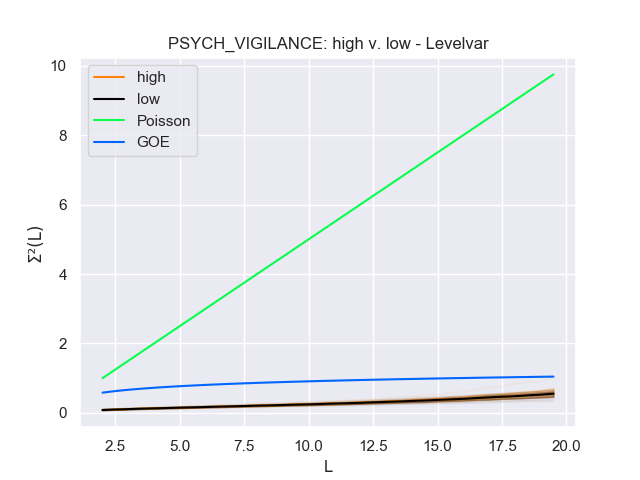 PSYCH_VIGILANCE: high v. low - Levelvar
high
low
Poisson
GOE
Σ²(L)
10
8
6
4
2
0
2.5 5.0 7.5 10.0 12.5 15.0 17.5 20.0
L